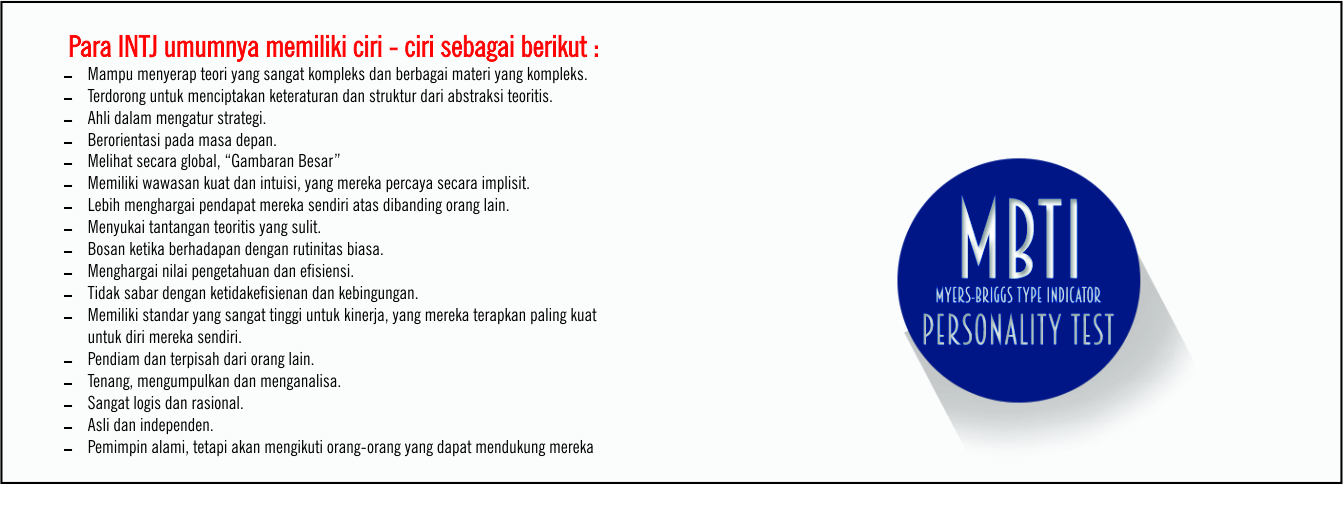 Para INTJ umumnya memiliki ciri - ciri sebagai berikut :
– Mampu menyerap teori yang sangat kompleks dan berbagai materi yang kompleks.
– Terdorong untuk menciptakan keteraturan dan struktur dari abstraksi teoritis.
– Ahli dalam mengatur strategi.
– Berorientasi pada masa depan.
– Melihat secara global, “Gambaran Besar”
– Memiliki wawasan kuat dan intuisi, yang mereka percaya secara implisit.
– Lebih menghargai pendapat mereka sendiri atas dibanding orang lain.
– Menyukai tantangan teoritis yang sulit.
– Bosan ketika berhadapan dengan rutinitas biasa.
– Menghargai nilai pengetahuan dan efisiensi.
– Tidak sabar dengan ketidakefisienan dan kebingungan.
– Memiliki standar yang sangat tinggi untuk kinerja, yang mereka terapkan paling kuat
untuk diri mereka sendiri.
– Pendiam dan terpisah dari orang lain.
– Tenang, mengumpulkan dan menganalisa.
– Sangat logis dan rasional.
– Asli dan independen.
– Pemimpin alami, tetapi akan mengikuti orang-orang yang dapat mendukung mereka
MBTI
MYERS-BRIGGS TYPE INDICATOR
PERSONALITY TEST